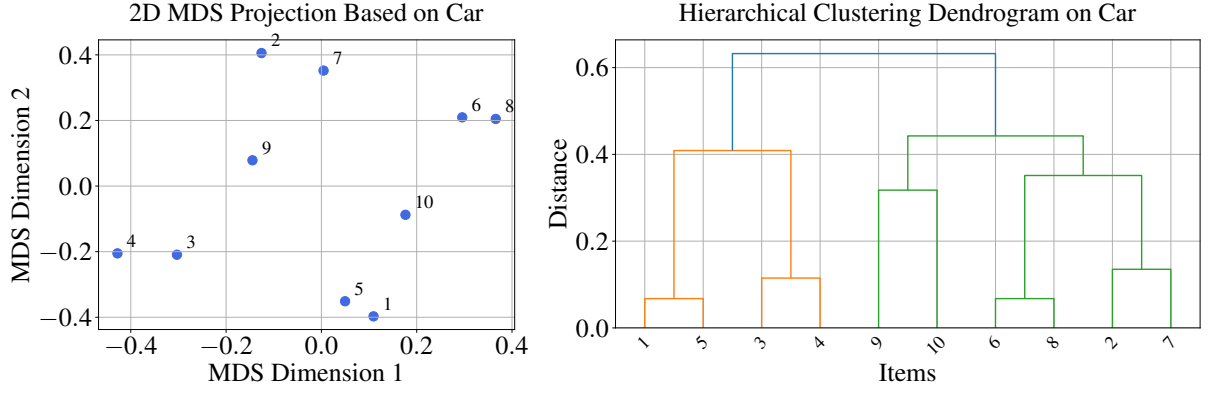 2D MDS Projection Based on Car
MDS Dimension 2
0.4
0.2
0.0
−0.2
−0.4
2
7
6
8
9
10
4
3
5
1
−0.4 −0.2 0.0 0.2 0.4
MDS Dimension 1
Hierarchical Clustering Dendrogram on Car
Distance
0.6
0.4
0.2
0.0
1 5 3 4 9 10 6 8 2 7
Items